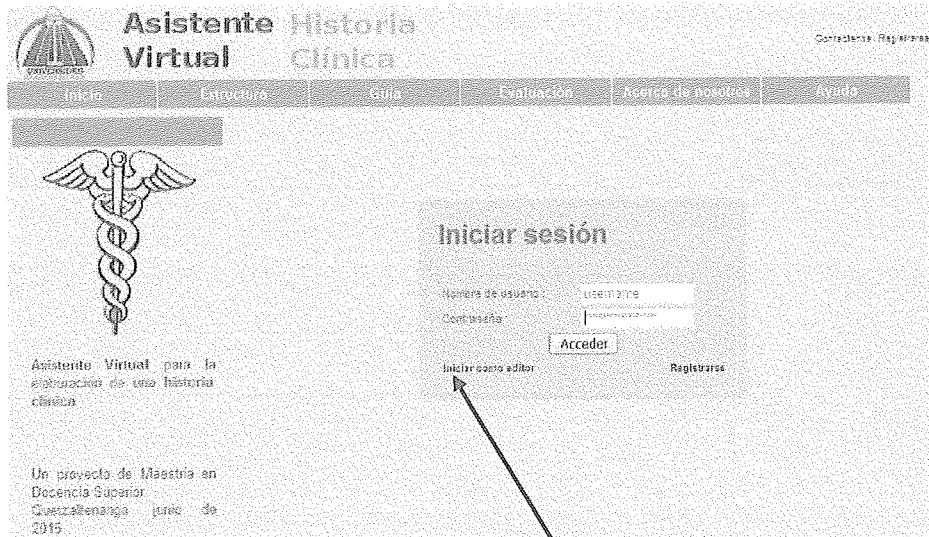 Asistente Historia
Virtual Clínica
Contactenos Registrarse
Inicio Estructura Guía Evaluación Acerca de nosotros Ayuda
Iniciar sesión
Nombre de usuario: username
Contraseña
Acceder
Iniciar como editor Registrarse
Asistente Virtual para la
elaboración de una historia
clínica
Un proyecto de Maestría en
Docencia Superior
Quetzaltenango junio de
2015